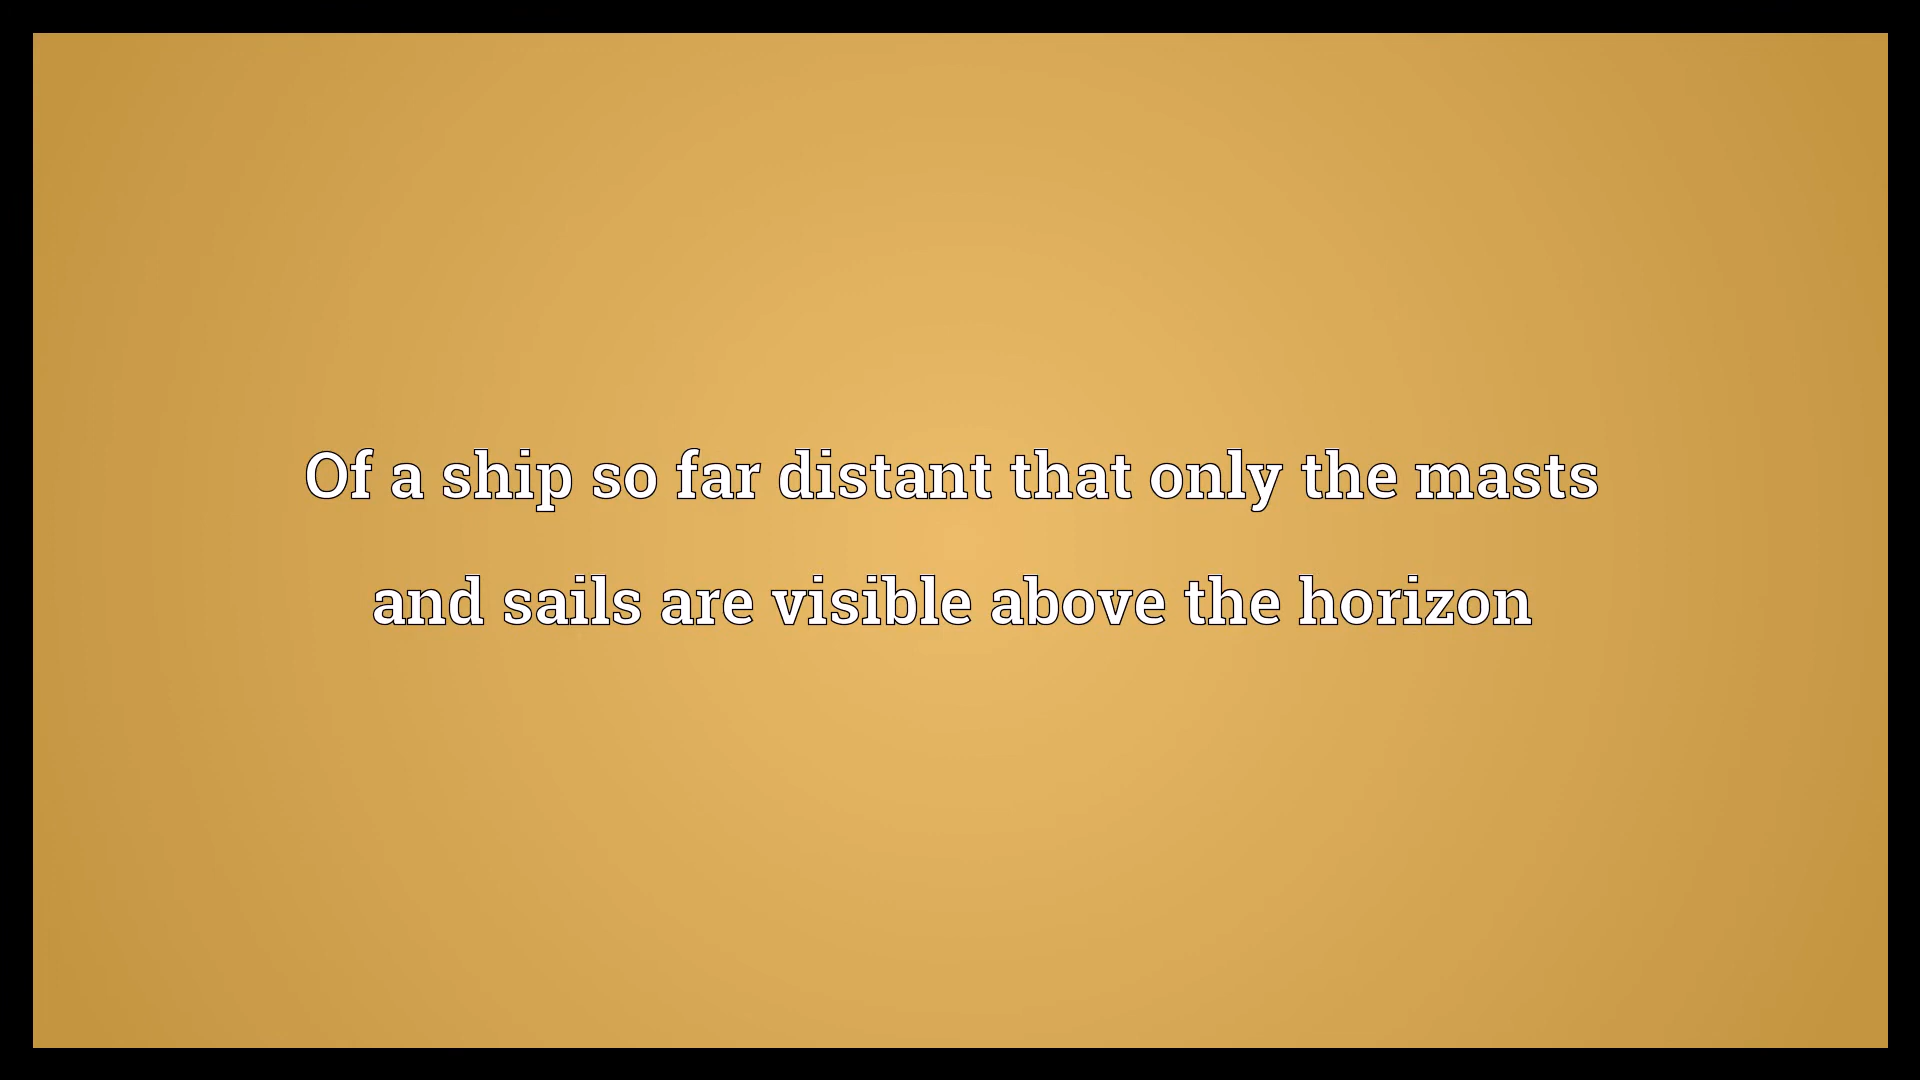 Of a ship so far distant that only the masts
and sails are visible above the horizon